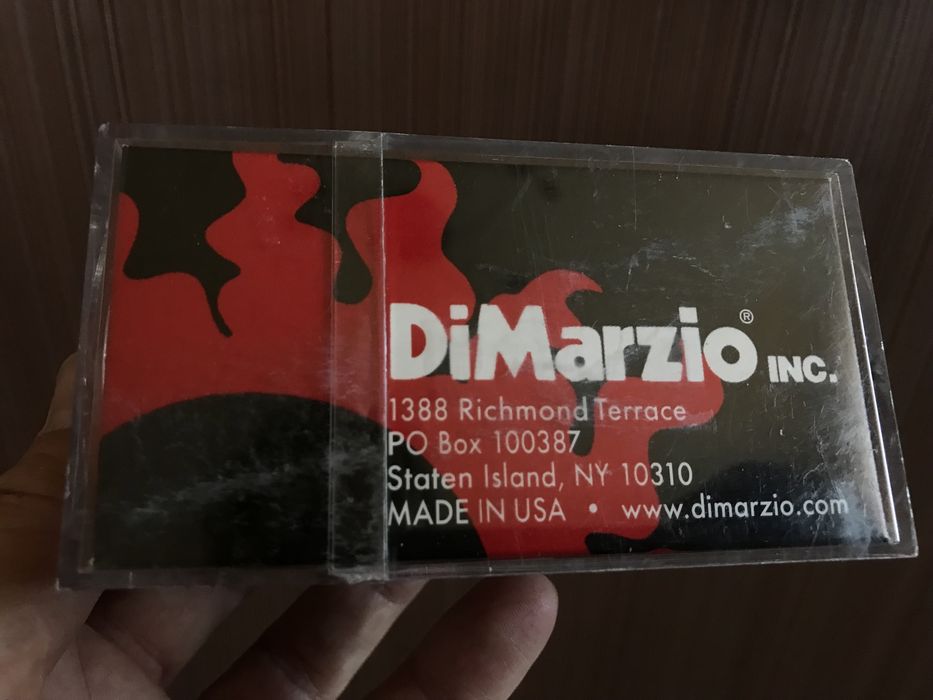 DiMarzio® INC.
1388 Richmond Terrace
PO Box 100387
Staten Island, NY 10310
MADE IN USA • www.dimarzio.com